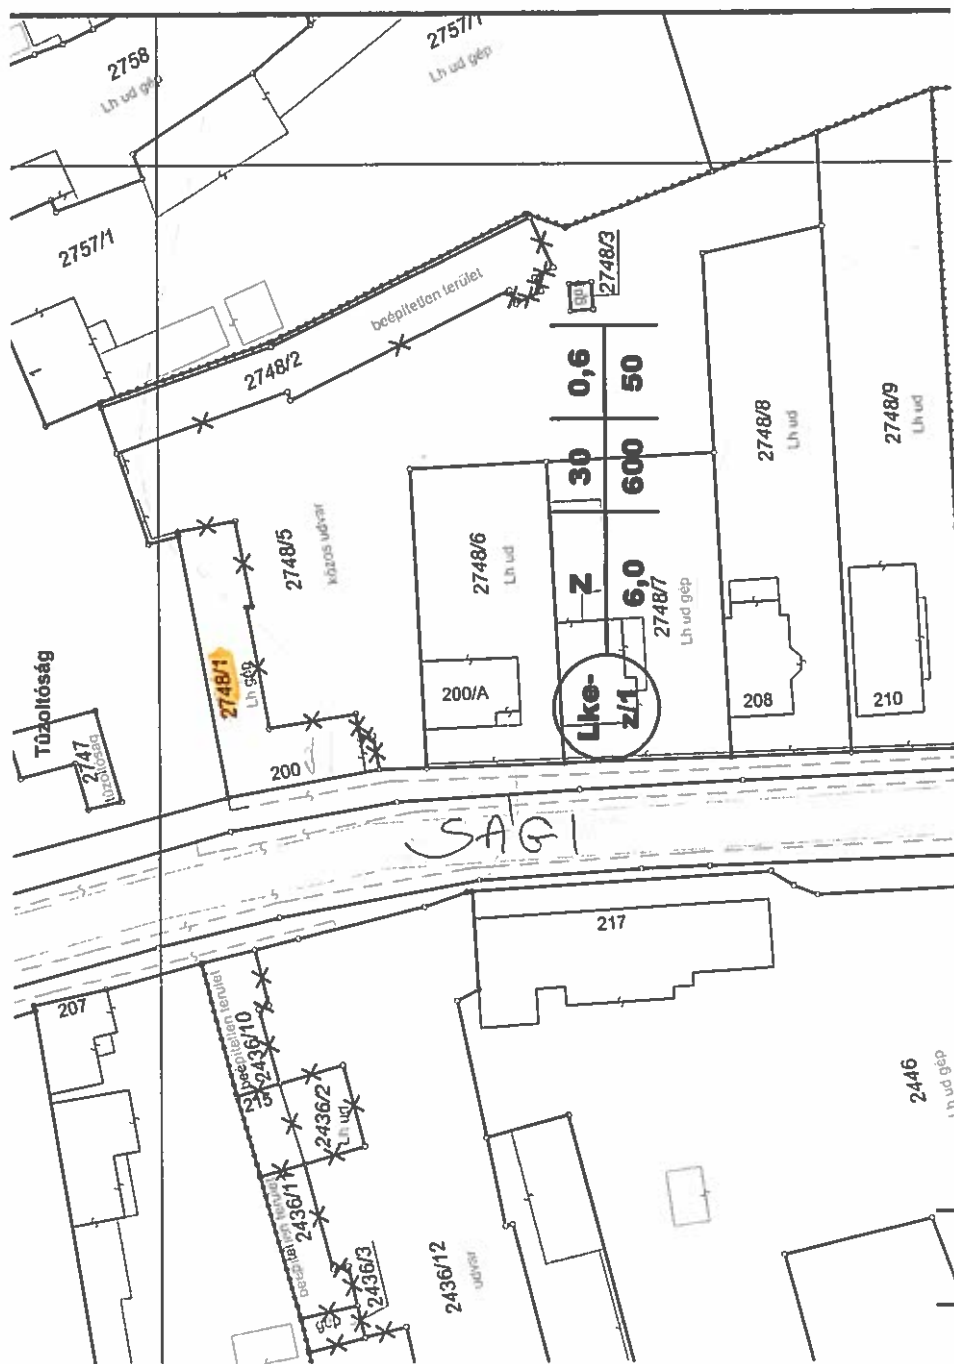 2758
Lh ud gép
2757/1
Lh ud gép
2757/1
1
2748/2
beépítetlen terület
2748/3
2748/5
közös udvar
2748/1
Lh gép
200
Tűzoltóság
2747
tűzoltóság
2748/6
Lh ud
200/A
Lke-
z/1
Z
30
0,6
6,0
600
50
2748/7
Lh ud gép
2748/8
Lh ud
208
2748/9
Lh ud
210
SAGI
217
207
beépítetlen terület
2436/10
215
2436/2
Lh ud
beépítetlen terület
2436/11
2436/3
2436/12
udvar
2446
Lh ud gép